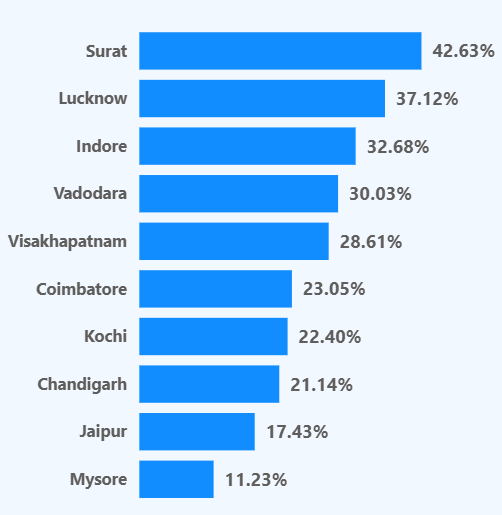 Surat 42.63%
Lucknow 37.12%
Indore 32.68%
Vadodara 30.03%
Visakhapatnam 28.61%
Coimbatore 23.05%
Kochi 22.40%
Chandigarh 21.14%
Jaipur 17.43%
Mysore 11.23%